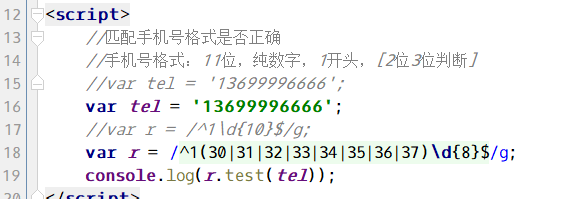 12 <script>
13 //匹配手机号格式是否正确
14 //手机号格式：11位，纯数字，1开头，[2位3位判断]
15 //var tel = '13699996666';
16 var tel = '13699996666';
17 //var r = /^1\d{10}$/g;
18 var r = /^1(30|31|32|33|34|35|36|37)\d{8}$/g;
19 console.log(r.test(tel));
20 </script>